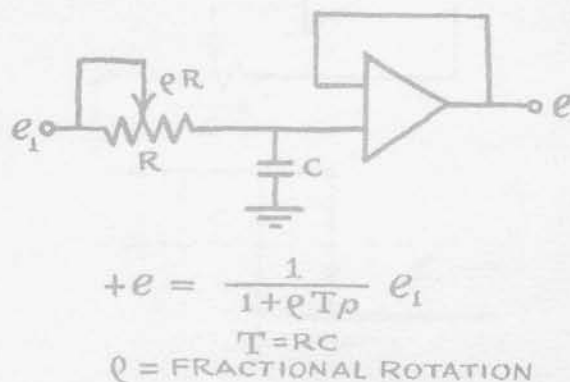 ρR
e₁
R
C
e
+e = 1 / 1+ρTp e₁
T=RC
ρ = FRACTIONAL ROTATION